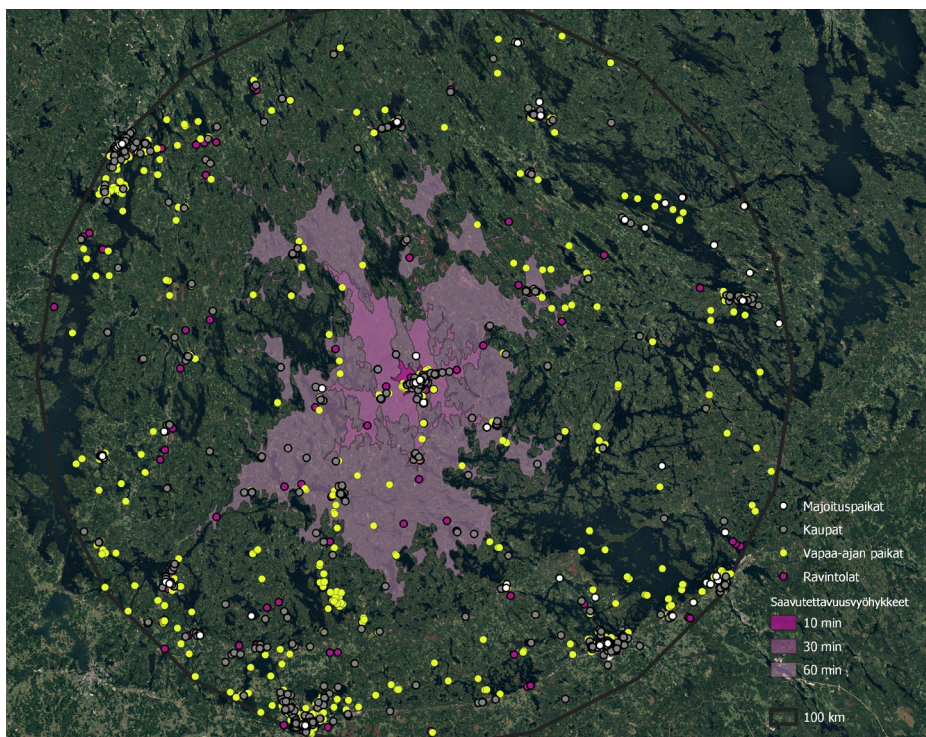 Majoituspaikat
Kaupat
Vapaa-ajan paikat
Ravintolat
Saavutettavuusvyöhykkeet
10 min
30 min
60 min
100 km